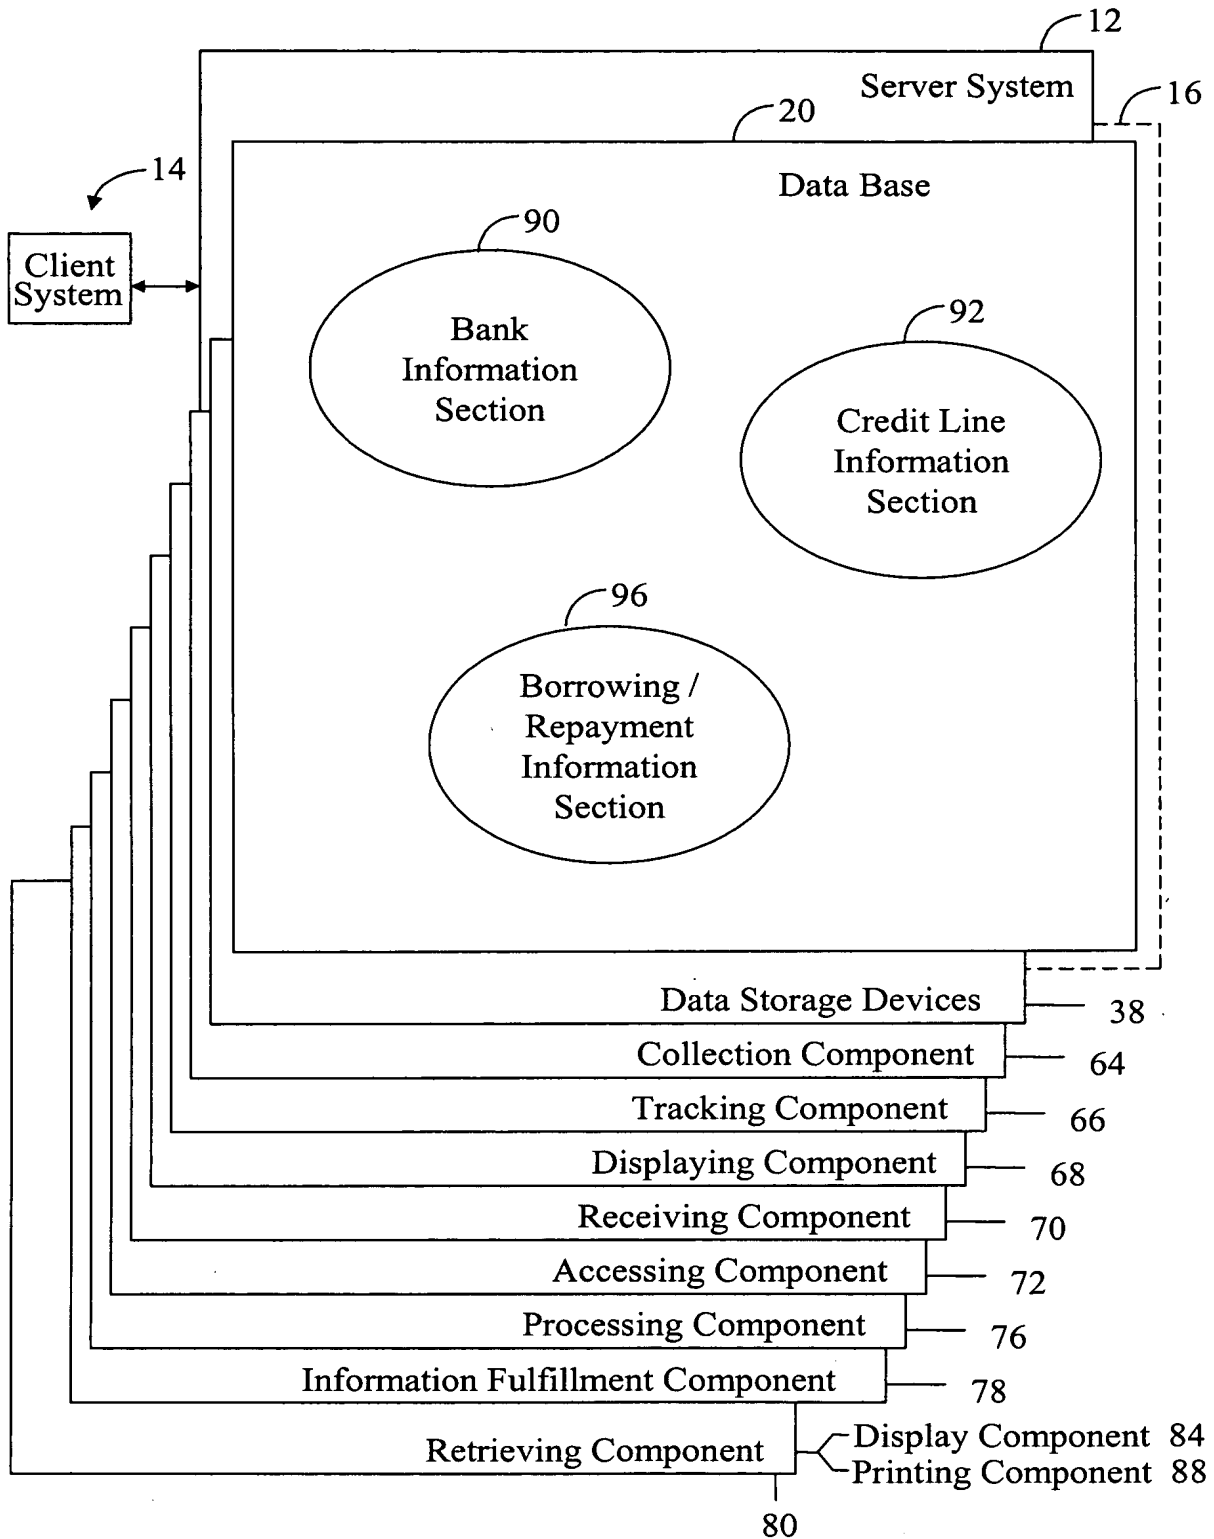 12
Server System
16
20
Data Base
14
Client
System
90
Bank
Information
Section
92
Credit Line
Information
Section
96
Borrowing /
Repayment
Information
Section
Data Storage Devices
38
Collection Component
64
Tracking Component
66
Displaying Component
68
Receiving Component
70
Accessing Component
72
Processing Component
76
Information Fulfillment Component
78
Retrieving Component
Display Component 84
Printing Component 88
80